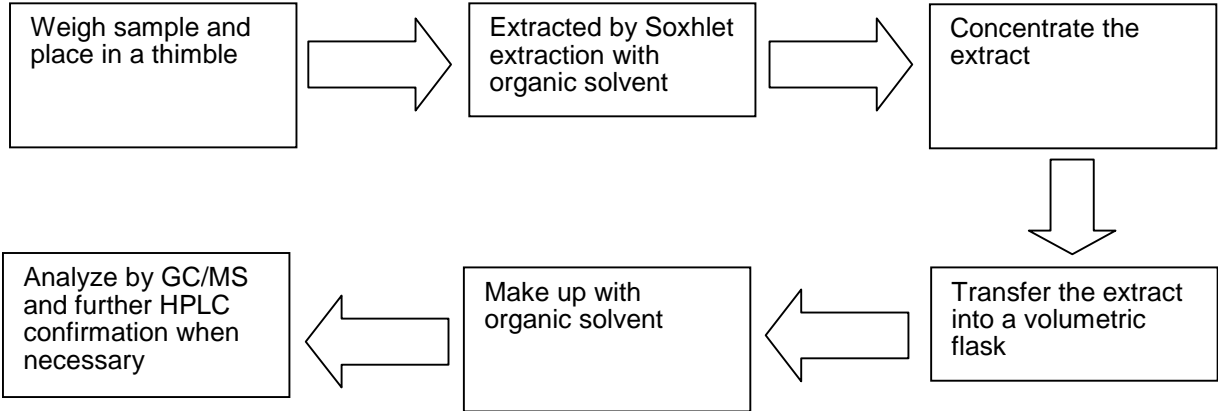 Weigh sample and
place in a thimble
Extracted by Soxhlet
extraction with
organic solvent
Concentrate the
extract
Transfer the extract
into a volumetric
flask
Make up with
organic solvent
Analyze by GC/MS
and further HPLC
confirmation when
necessary